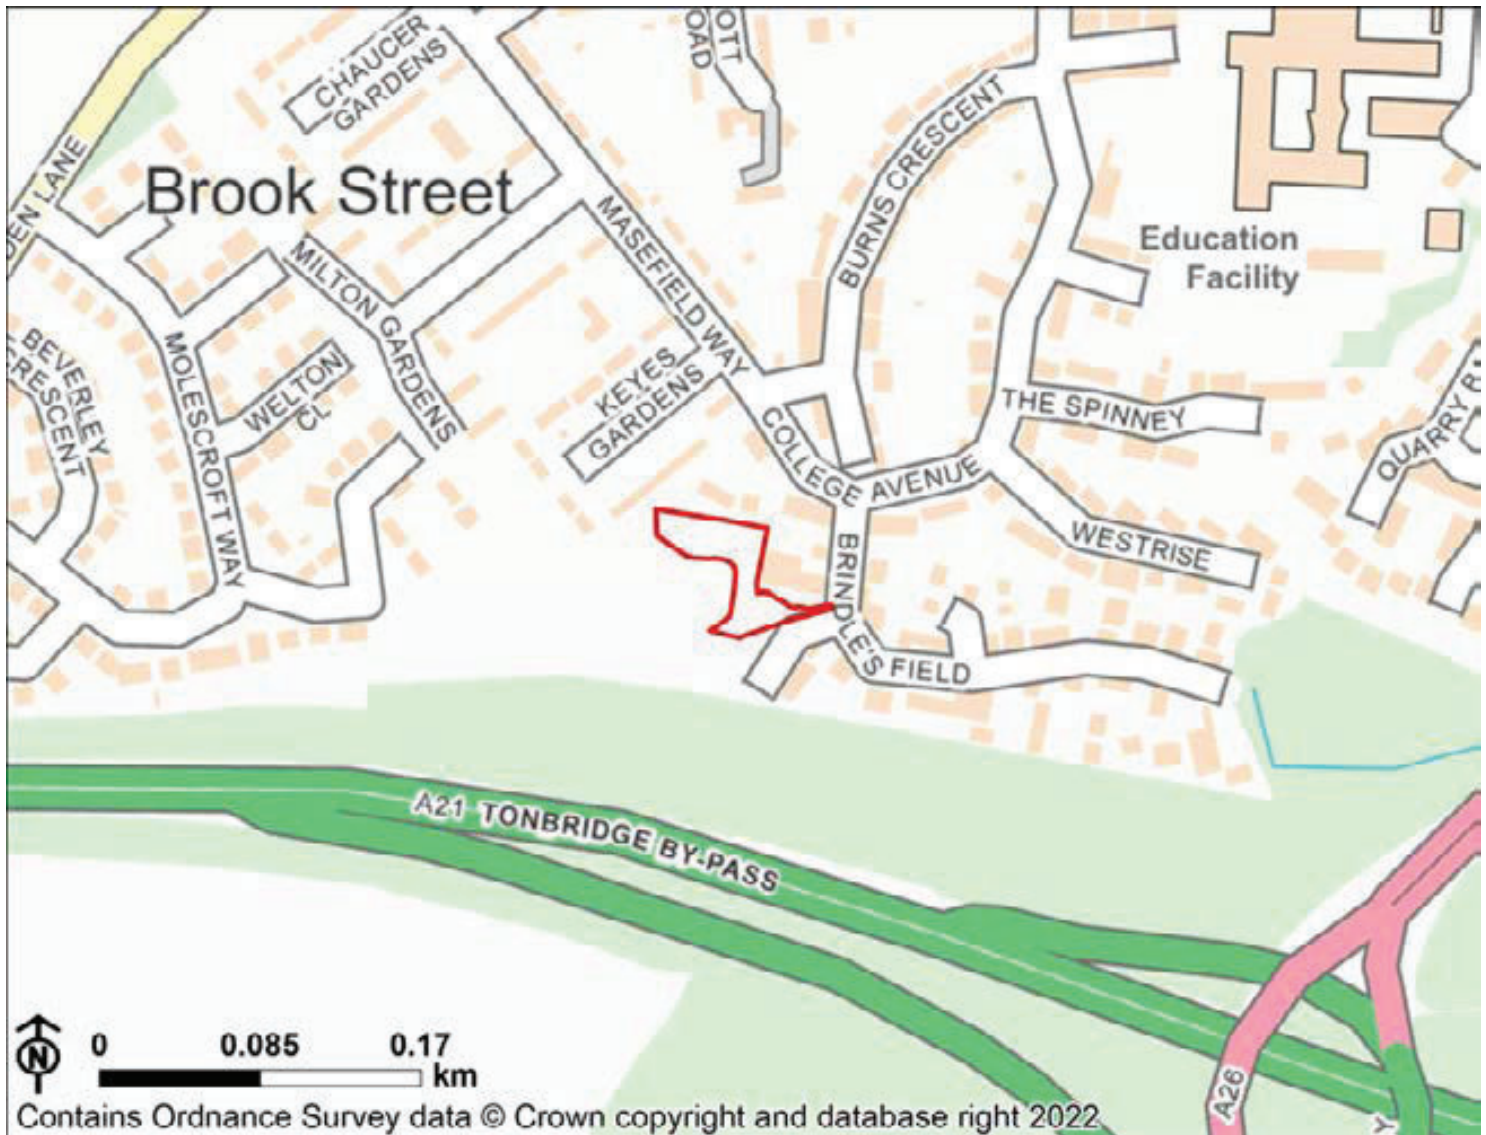 CHAUCER
GARDENS
OTT
OAD
DEN LANE
Brook Street
BURNS CRESCENT
MASEFIELD WAY
Education
Facility
MILTON GARDENS
BEVERLEY
CRESCENT
MOLESCROFT WAY
WELTON
CL
KEYES
GARDENS
THE SPINNEY
QUARRY RI
COLLEGE AVENUE
WESTRISE
BRINDLE'S FIELD
A21 TONBRIDGE BY-PASS
A26
Y
N
0 0.085 0.17
km
Contains Ordnance Survey data © Crown copyright and database right 2022